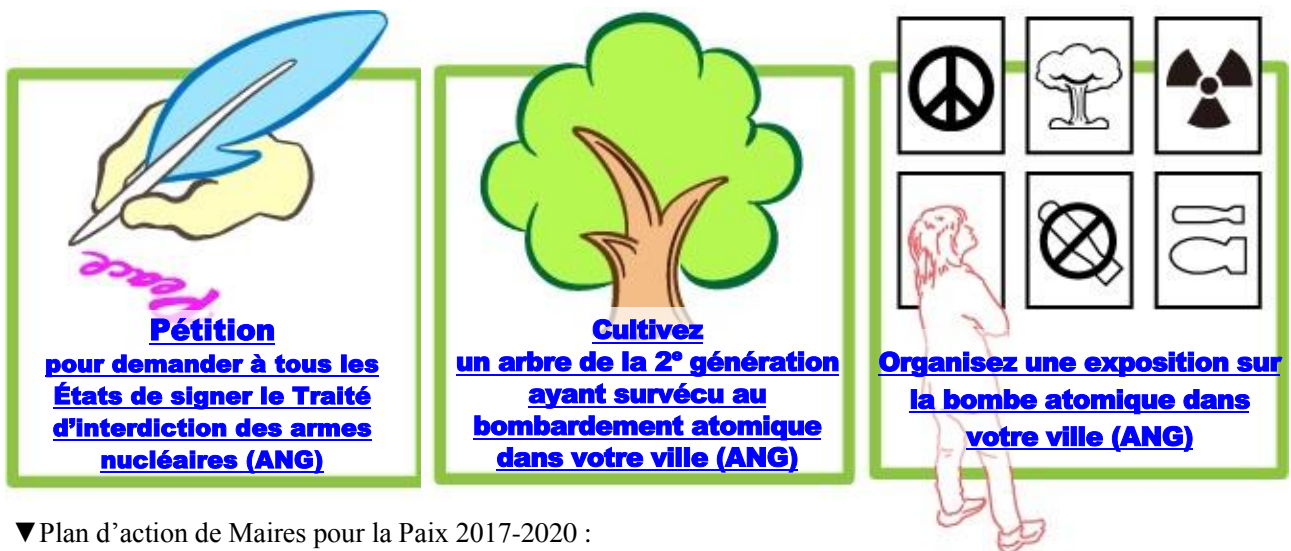 Peace
Pétition
pour demander à tous les
États de signer le Traité
d’interdiction des armes
nucléaires (ANG)
Cultivez
un arbre de la 2e génération
ayant survécu au
bombardement atomique
dans votre ville (ANG)
Organisez une exposition sur
la bombe atomique dans
votre ville (ANG)
▼Plan d’action de Maires pour la Paix 2017-2020 :